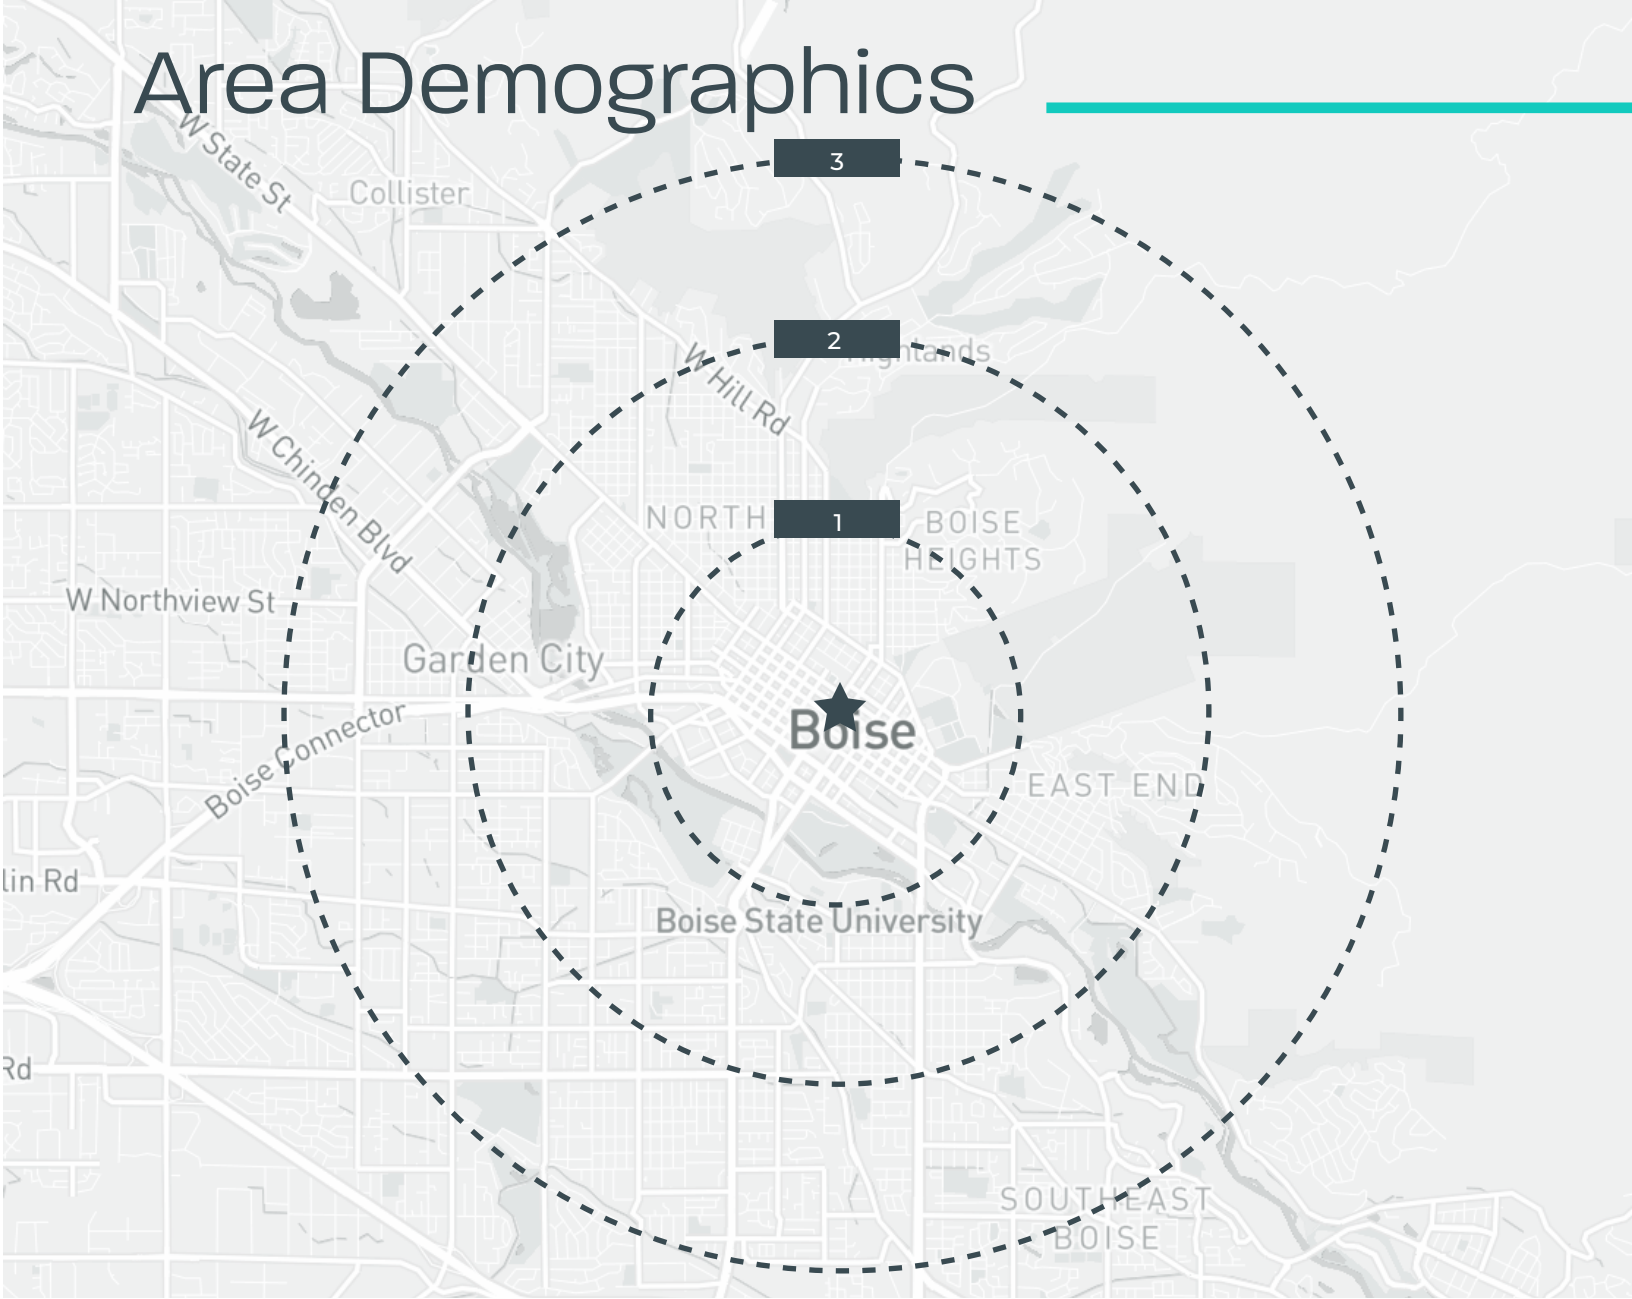 Area Demographics
W State St
Collister
3
2
Highlands
W Hill Rd
W Chinden Blvd
1
NORTH
BOISE
HEIGHTS
W Northview St
Garden City
Boise
Boise Connector
EAST END
lin Rd
Boise State University
Rd
SOUTHEAST
BOISE